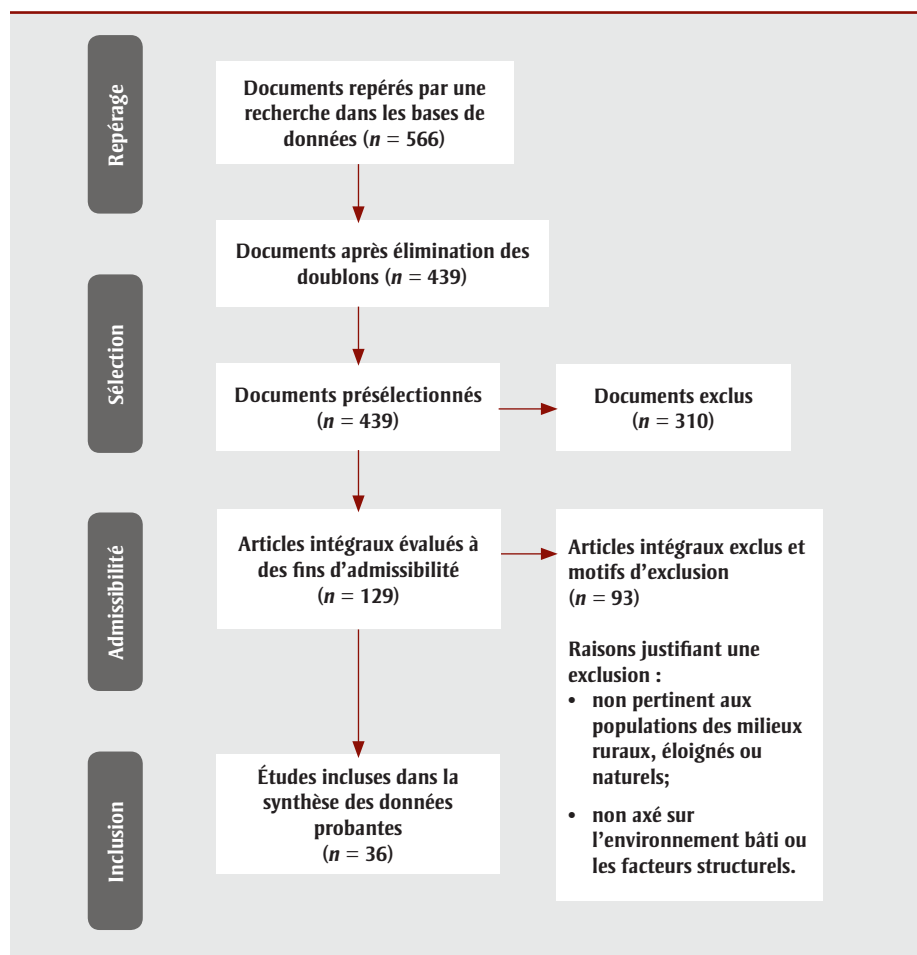 Repérage
Documents repérés par une
recherche dans les bases de
données (n = 566)
Sélection
Documents après élimination des
doublons (n = 439)
Documents présélectionnés
(n = 439)
Documents exclus
(n = 310)
Admissibilité
Articles intégraux évalués à
des fins d'admissibilité
(n = 129)
Articles intégraux exclus et
motifs d'exclusion
(n = 93)
Raisons justifiant une
exclusion :
• non pertinent aux
populations des milieux
ruraux, éloignés ou
naturels;
• non axé sur
l'environnement bâti ou
les facteurs structurels.
Inclusion
Études incluses dans la
synthèse des données
probantes
(n = 36)